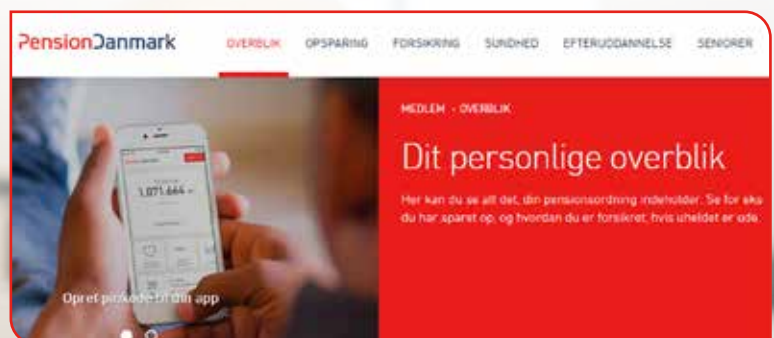 PensionDanmark
OVERBLIK OPSPARING FORSIKRING SUNDHED EFTERUDDANNELSE SENIORER
MEDLEM - OVERBLIK
Dit personlige overblik
Her kan du se alt det, din pensionsordning indeholder. Se for eks
du har sparet op, og hvordan du er forsikret, hvis uheldet er ude.
1.071.664
Opret pinkode til din app